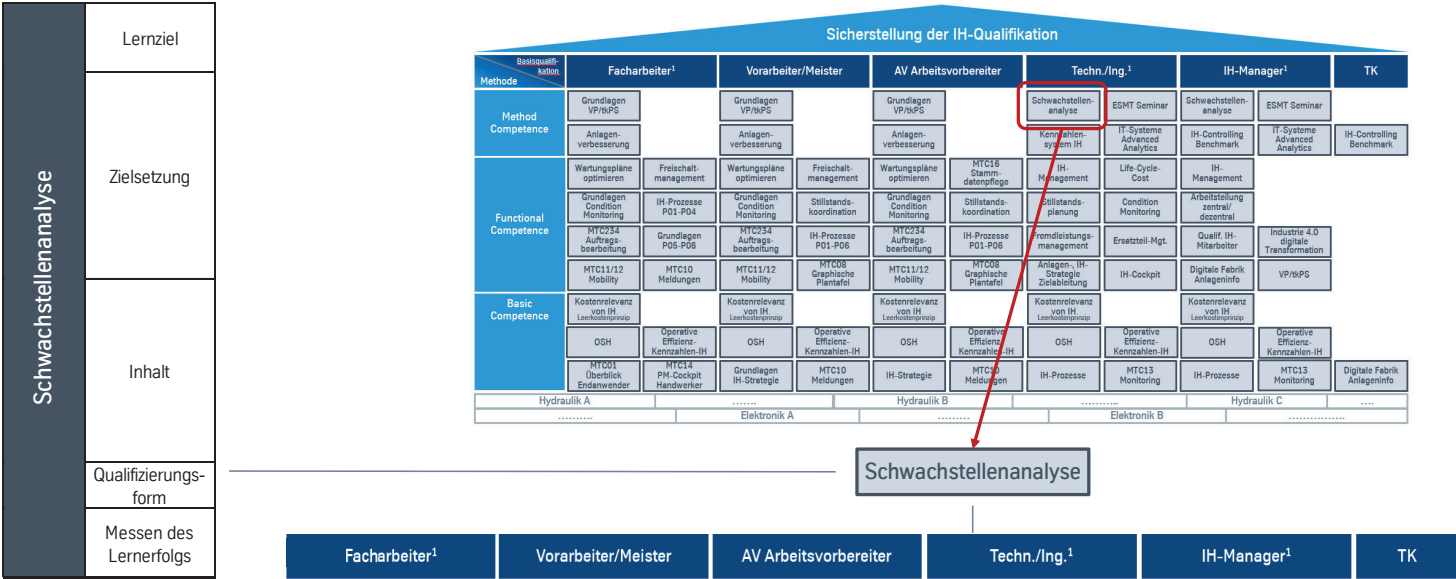 Schwachstellenanalyse
Lernziel
Zielsetzung
Inhalt
Qualifizierungs-
form
Messen des
Lernerfolgs
Sicherstellung der IH-Qualifikation
Basisqualifi-
kation
Methode
Facharbeiter¹
Vorarbeiter/Meister
AV Arbeitsvorbereiter
Techn./Ing.¹
IH-Manager¹
TK
Method
Competence
Grundlagen
VP/tkPS
Grundlagen
VP/tkPS
Grundlagen
VP/tkPS
Schwachstellen-
analyse
ESMT Seminar
Schwachstellen-
analyse
ESMT Seminar
Anlagen-
verbesserung
Anlagen-
verbesserung
Anlagen-
verbesserung
Kennzahlen-
system IH
IT-Systeme
Advanced
Analytics
IH-Controlling
Benchmark
IT-Systeme
Advanced
Analytics
IH-Controlling
Benchmark
Functional
Competence
Wartungspläne
optimieren
Freischalt-
management
Wartungspläne
optimieren
Freischalt-
management
Wartungspläne
optimieren
MTC16
Stamm-
datenpflege
IH-
Management
Life-Cycle-
Cost
IH-
Management
Grundlagen
Condition
Monitoring
IH-Prozesse
P01-P04
Grundlagen
Condition
Monitoring
Stillstands-
koordination
Grundlagen
Condition
Monitoring
Stillstands-
koordination
Stillstands-
planung
Condition
Monitoring
Arbeitsteilung
zentral/
dezentral
MTC234
Auftrags-
bearbeitung
Grundlagen
P05-P06
MTC234
Auftrags-
bearbeitung
IH-Prozesse
P01-P06
MTC234
Auftrags-
bearbeitung
IH-Prozesse
P01-P06
Fremdleistungs-
management
Ersatzteil-Mgt.
Qualif. IH-
Mitarbeiter
Industrie 4.0
digitale
Transformation
MTC11/12
Mobility
MTC10
Meldungen
MTC11/12
Mobility
MTC08
Graphische
Plantafel
MTC11/12
Mobility
MTC08
Graphische
Plantafel
Anlagen-, IH-
Strategie
Zielableitung
IH-Cockpit
Digitale Fabrik
Anlageninfo
VP/tkPS
Basic
Competence
Kostenrelevanz
von IH
Leerkostenprinzip
Kostenrelevanz
von IH
Leerkostenprinzip
Kostenrelevanz
von IH
Leerkostenprinzip
Kostenrelevanz
von IH
Leerkostenprinzip
Kostenrelevanz
von IH
Leerkostenprinzip
OSH
Operative
Effizienz-
Kennzahlen-IH
OSH
Operative
Effizienz-
Kennzahlen-IH
OSH
Operative
Effizienz-
Kennzahlen-IH
OSH
Operative
Effizienz-
Kennzahlen-IH
OSH
Operative
Effizienz-
Kennzahlen-IH
MTC01
Überblick
Endanwender
MTC14
PM-Cockpit
Handwerker
Grundlagen
IH-Strategie
MTC10
Meldungen
IH-Strategie
MTC10
Meldungen
IH-Prozesse
MTC13
Monitoring
IH-Prozesse
MTC13
Monitoring
Digitale Fabrik
Anlageninfo
Hydraulik A
.......
Hydraulik B
...........
Hydraulik C
....
..........
Elektronik A
.........
Elektronik B
................
Schwachstellenanalyse
Facharbeiter¹
Vorarbeiter/Meister
AV Arbeitsvorbereiter
Techn./Ing.¹
IH-Manager¹
TK